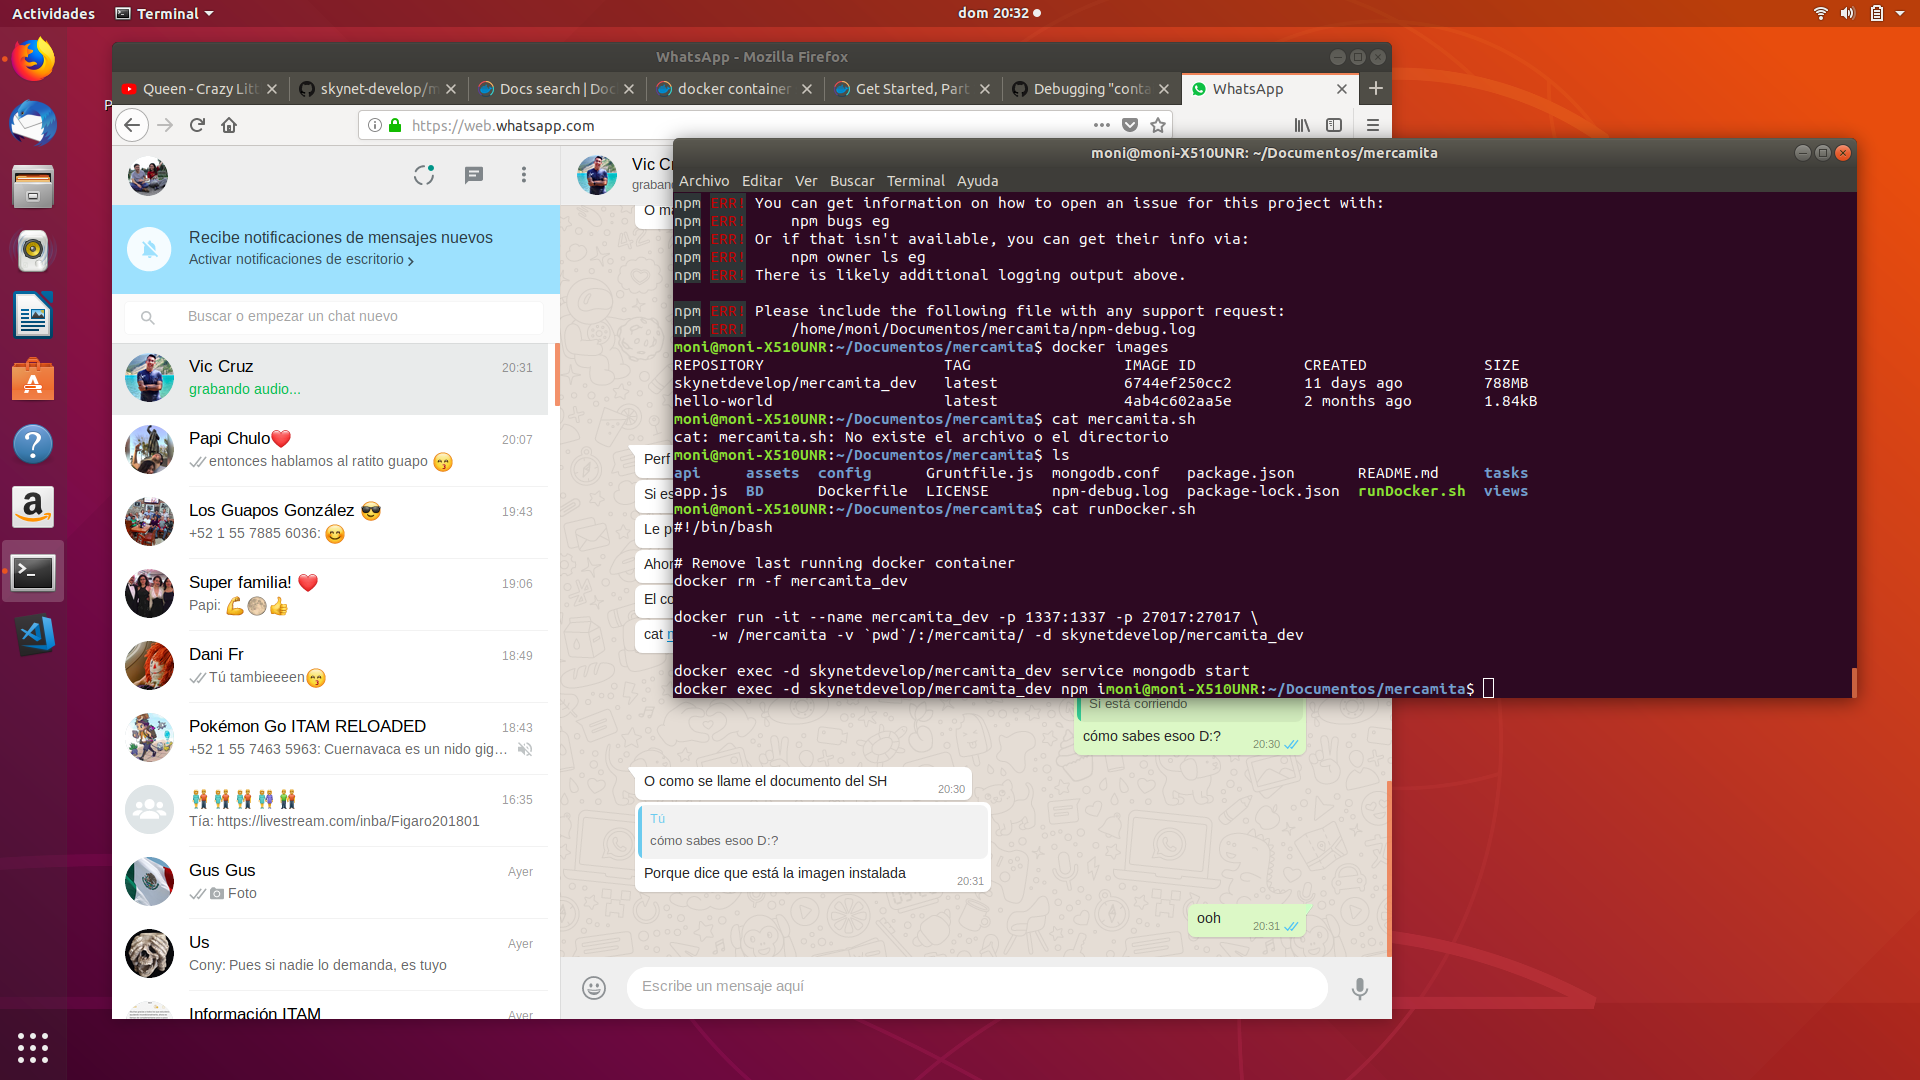 Actividades
Terminal
dom 20:32
P
WhatsApp - Mozilla Firefox
Queen - Crazy Litt
skynet-develop/m
Docs search | Doc
docker container
Get Started, Part
Debugging "conta
WhatsApp
https://web.whatsapp.com
Recibe notificaciones de mensajes nuevos
Activar notificaciones de escritorio
Buscar o empezar un chat nuevo
Vic Cruz
20:31
grabando audio...
Papi Chulo❤️
20:07
entonces hablamos al ratito guapo 😙
Los Guapos González 😎
19:43
+52 1 55 7885 6036: 😊
Super familia! ❤️
19:06
Papi: 💪🌕👍
Dani Fr
18:49
Tú tambieeeen😙
Pokémon Go ITAM RELOADED
18:43
+52 1 55 7463 5963: Cuernavaca es un nido gig…
16:35
Tía: https://livestream.com/inba/Figaro201801
Gus Gus
Ayer
Foto
Us
Ayer
Cony: Pues si nadie lo demanda, es tuyo
Información ITAM
Ayer
Vic C
graband
O ma
Perf
Si es
Le p
Ahor
El co
cat
Si está corriendo
cómo sabes esoo D:?
20:30
O como se llame el documento del SH
20:30
Tú
cómo sabes esoo D:?
Porque dice que está la imagen instalada
20:31
ooh
20:31
Escribe un mensaje aquí
moni@moni-X510UNR: ~/Documentos/mercamita
Archivo Editar Ver Buscar Terminal Ayuda
npm ERR! You can get information on how to open an issue for this project with:
npm ERR!     npm bugs eg
npm ERR! Or if that isn't available, you can get their info via:
npm ERR!     npm owner ls eg
npm ERR! There is likely additional logging output above.
npm ERR! Please include the following file with any support request:
npm ERR!     /home/moni/Documentos/mercamita/npm-debug.log
moni@moni-X510UNR:~/Documentos/mercamita$ docker images
REPOSITORY                    TAG                 IMAGE ID            CREATED             SIZE
skynetdevelop/mercamita_dev   latest              6744ef250cc2        11 days ago         788MB
hello-world                   latest              4ab4c602aa5e        2 months ago        1.84kB
moni@moni-X510UNR:~/Documentos/mercamita$ cat mercamita.sh
cat: mercamita.sh: No existe el archivo o el directorio
moni@moni-X510UNR:~/Documentos/mercamita$ ls
api     assets  config      Gruntfile.js  mongodb.conf   package.json       README.md    tasks
app.js  BD      Dockerfile  LICENSE       npm-debug.log  package-lock.json  runDocker.sh  views
moni@moni-X510UNR:~/Documentos/mercamita$ cat runDocker.sh
#!/bin/bash
# Remove last running docker container
docker rm -f mercamita_dev
docker run -it --name mercamita_dev -p 1337:1337 -p 27017:27017 \
    -w /mercamita -v `pwd`/:/mercamita/ -d skynetdevelop/mercamita_dev
docker exec -d skynetdevelop/mercamita_dev service mongodb start
docker exec -d skynetdevelop/mercamita_dev npm imoni@moni-X510UNR:~/Documentos/mercamita$